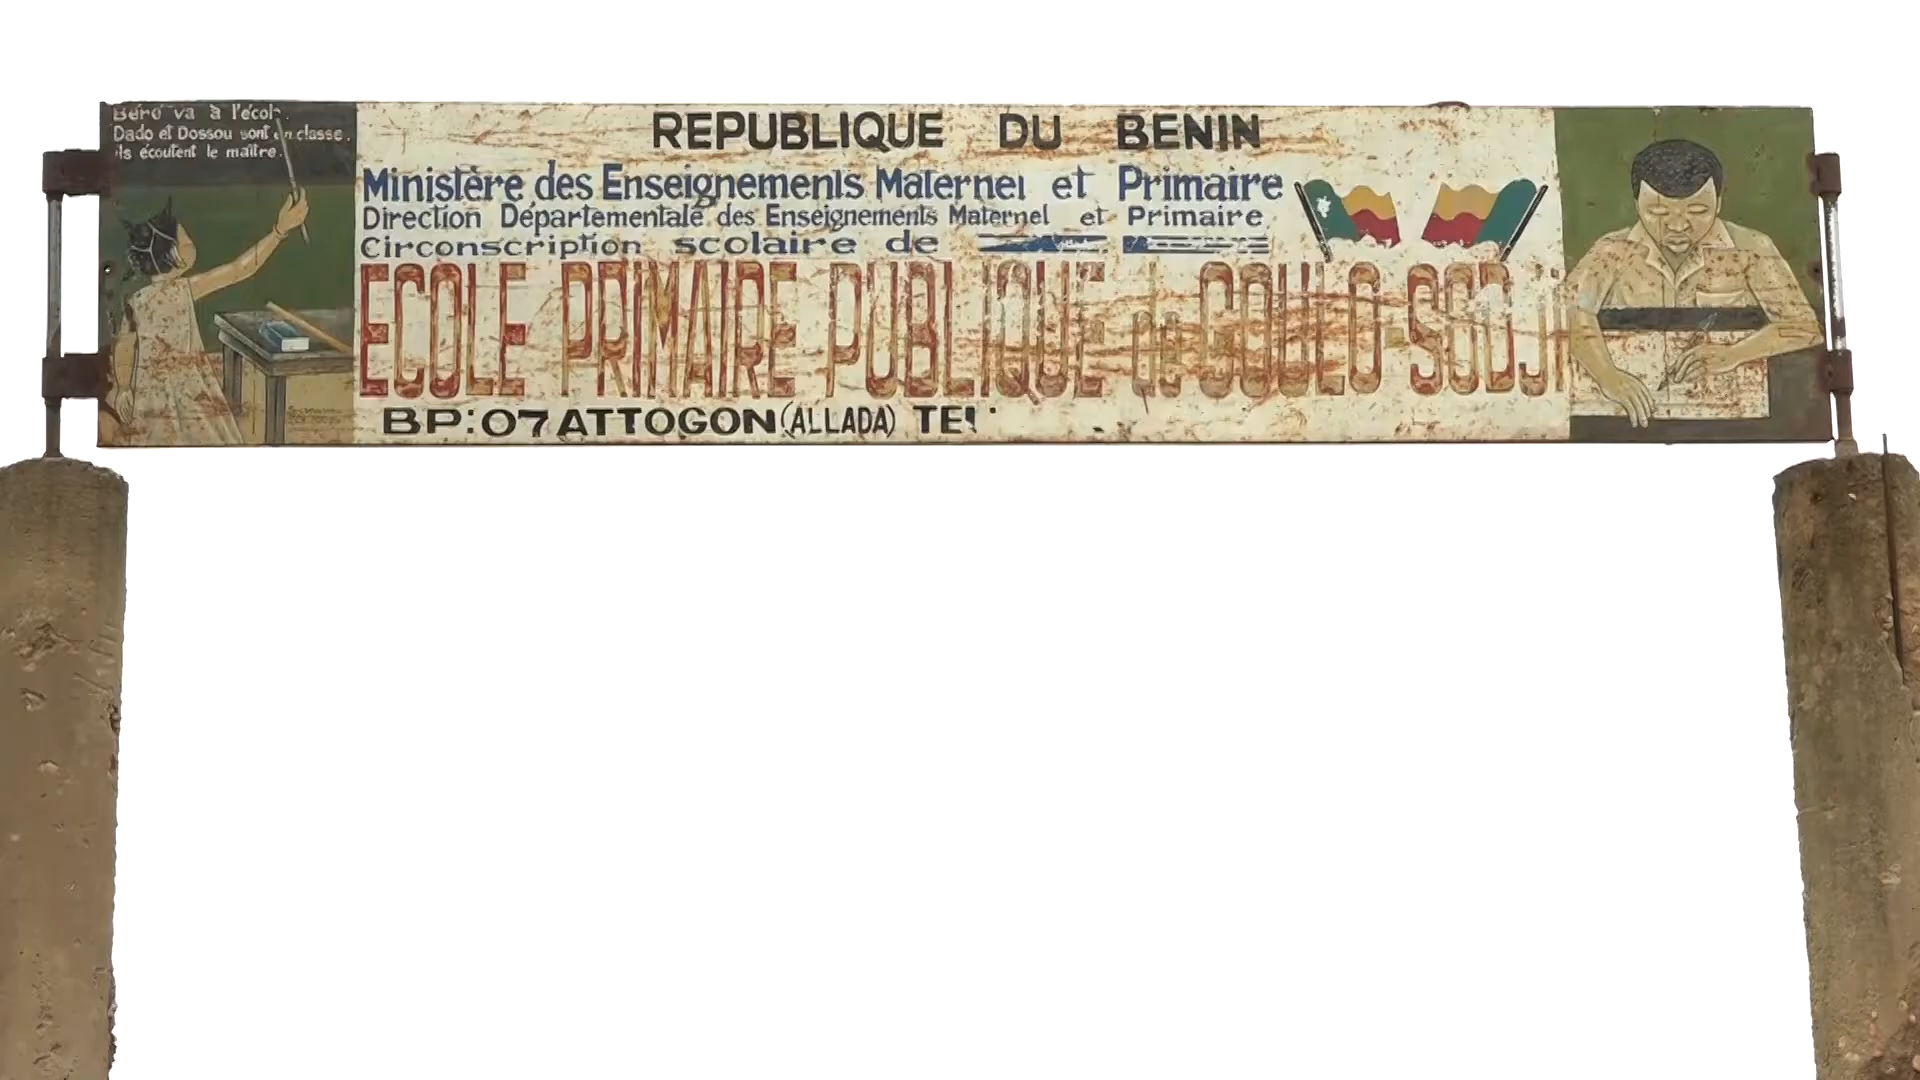 Béro va à l'école.
Dado et Dossou sont en classe.
ils écoutent le maître.
REPUBLIQUE DU BENIN
Ministère des Enseignements Maternel et Primaire
Direction Départementale des Enseignements Maternel et Primaire
Circonscription scolaire de
ECOLE PRIMAIRE PUBLIQUE de GOULO-SODJI
BP:07 ATTOGON (ALLADA) TEL